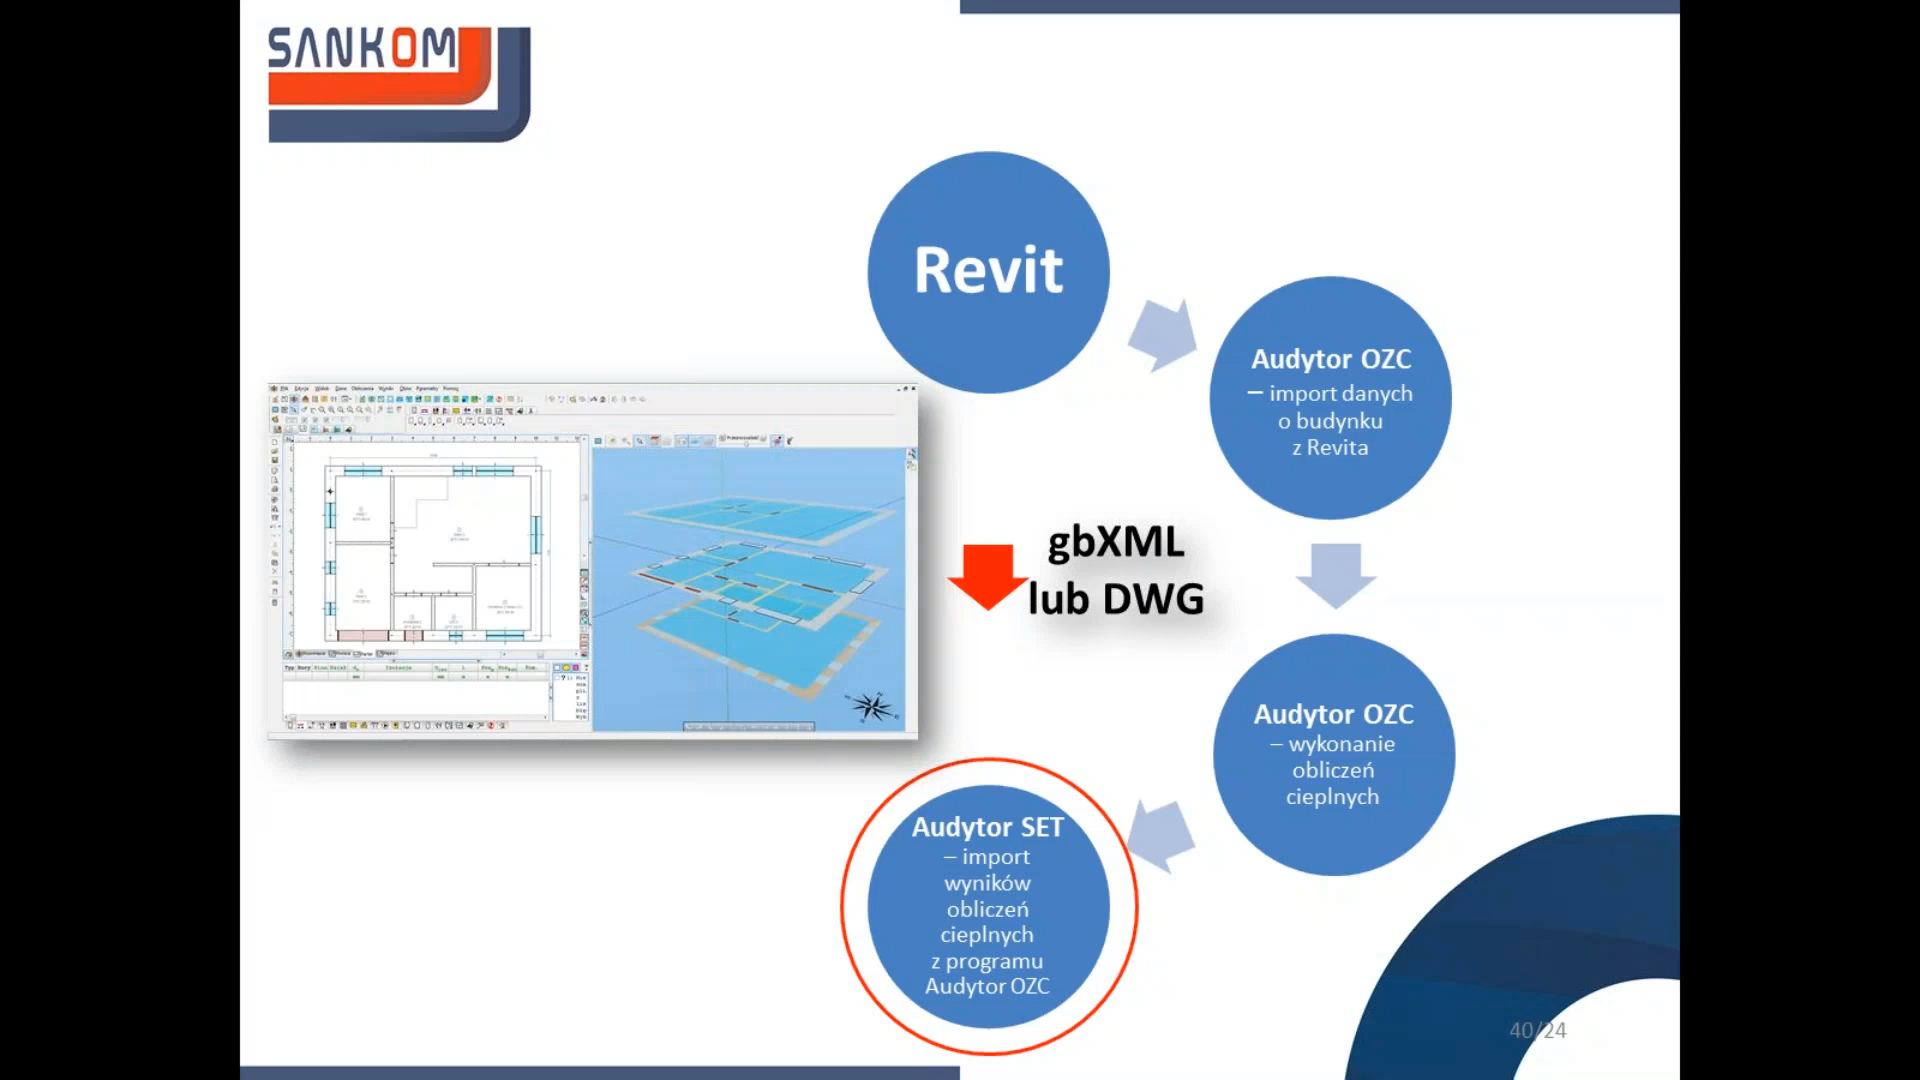 SANKOM
Revit
Audytor OZC
– import danych
o budynku
z Revita
gbXML
lub DWG
Audytor OZC
– wykonanie
obliczeń
cieplnych
Audytor SET
– import
wyników
obliczeń
cieplnych
z programu
Audytor OZC
40/24